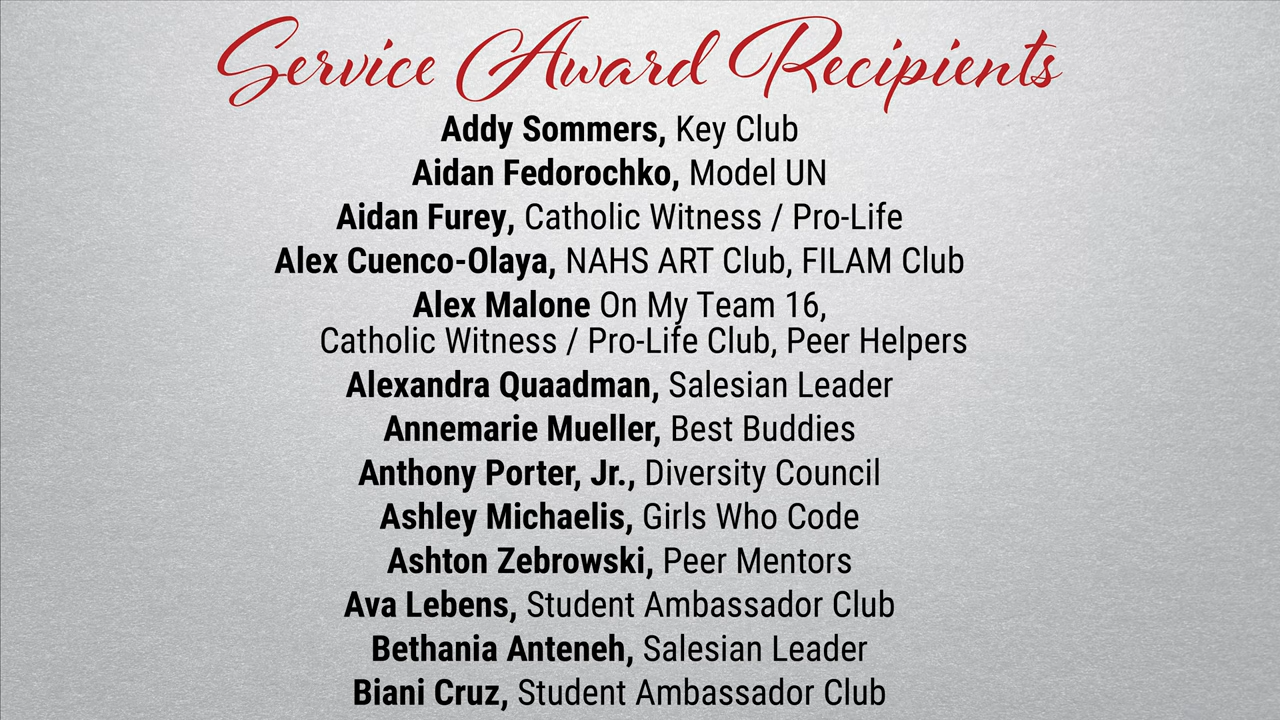 Service Award Recipients
Addy Sommers, Key Club
Aidan Fedorochko, Model UN
Aidan Furey, Catholic Witness / Pro-Life
Alex Cuenco-Olaya, NAHS ART Club, FILAM Club
Alex Malone On My Team 16,
Catholic Witness / Pro-Life Club, Peer Helpers
Alexandra Quaadman, Salesian Leader
Annemarie Mueller, Best Buddies
Anthony Porter, Jr., Diversity Council
Ashley Michaelis, Girls Who Code
Ashton Zebrowski, Peer Mentors
Ava Lebens, Student Ambassador Club
Bethania Anteneh, Salesian Leader
Biani Cruz, Student Ambassador Club